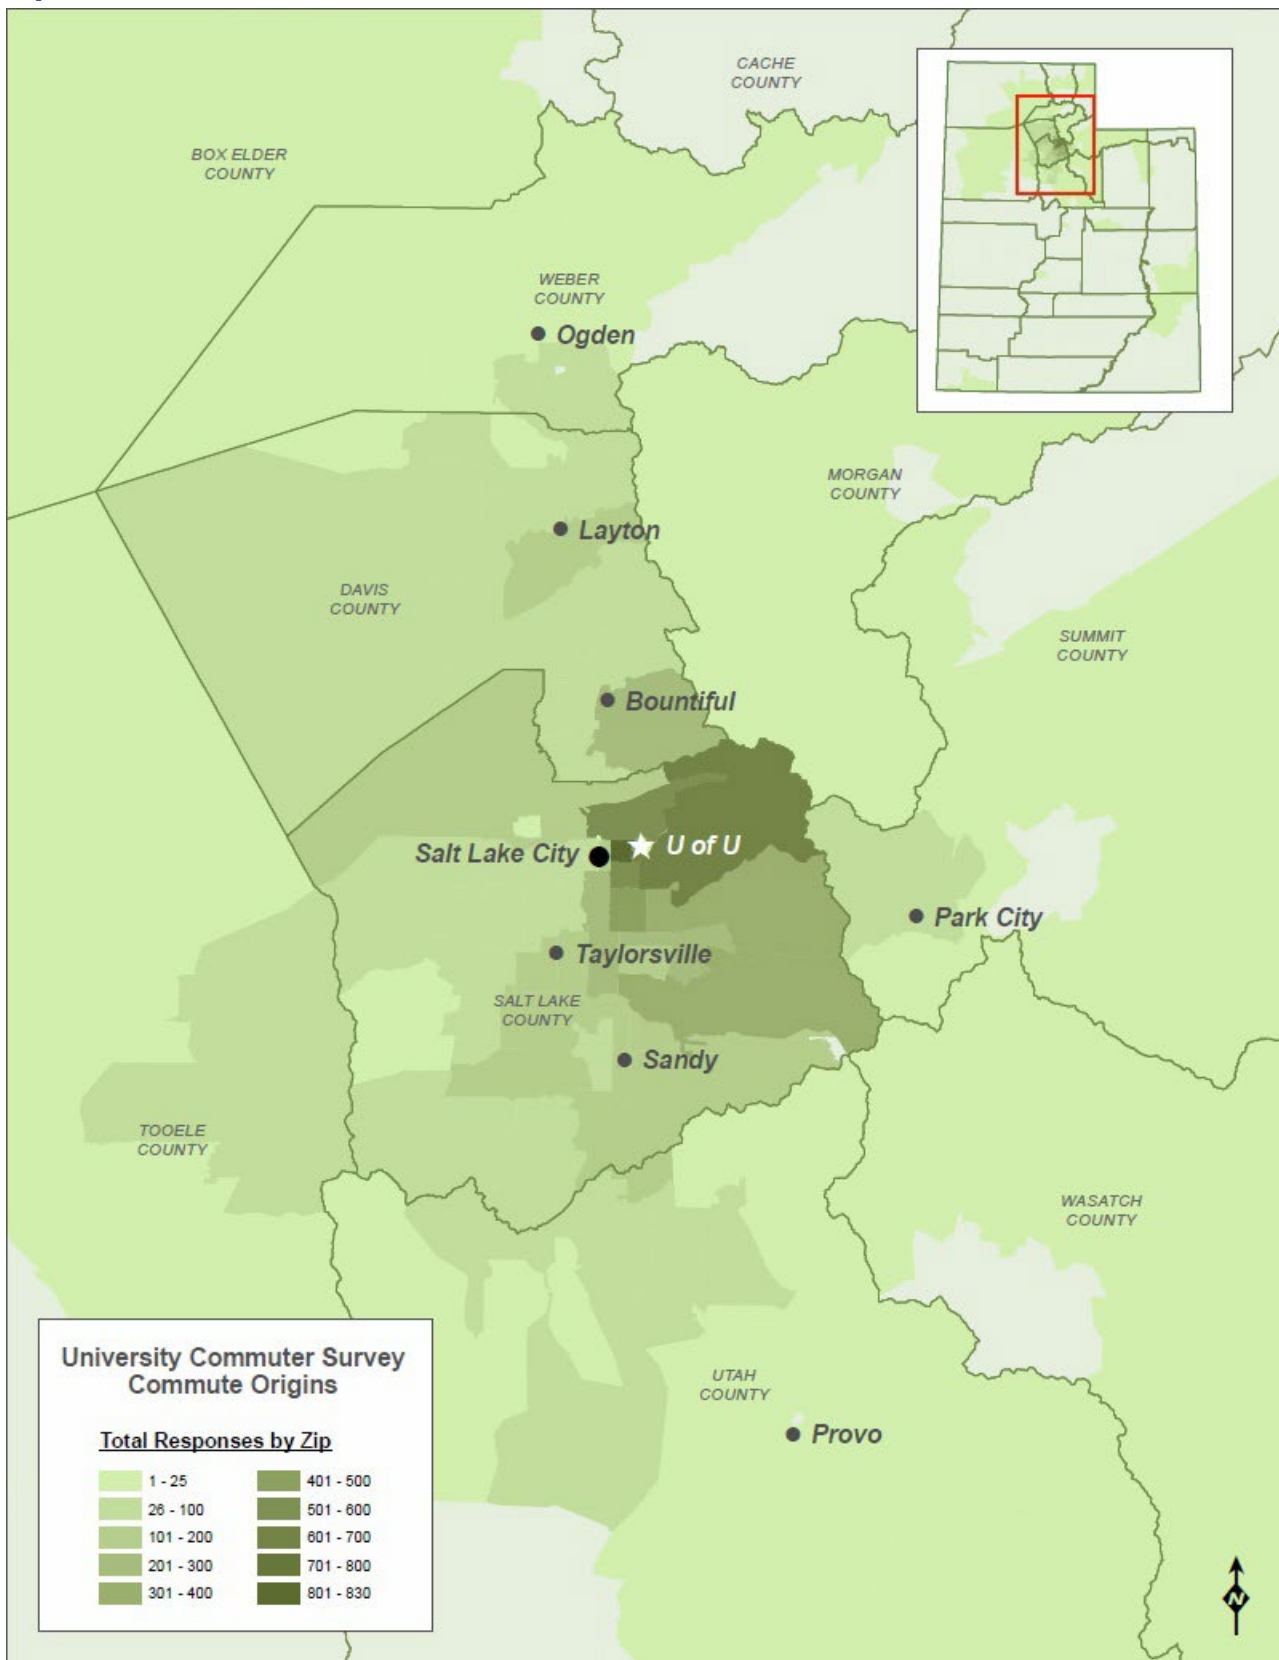 CACHE
COUNTY
BOX ELDER
COUNTY
WEBER
COUNTY
Ogden
MORGAN
COUNTY
Layton
DAVIS
COUNTY
SUMMIT
COUNTY
Bountiful
U of U
Salt Lake City
Park City
Taylorsville
SALT LAKE
COUNTY
Sandy
TOOELE
COUNTY
WASATCH
COUNTY
UTAH
COUNTY
Provo
University Commuter Survey
Commute Origins
Total Responses by Zip
1 - 25
26 - 100
101 - 200
201 - 300
301 - 400
401 - 500
501 - 600
601 - 700
701 - 800
801 - 830
N